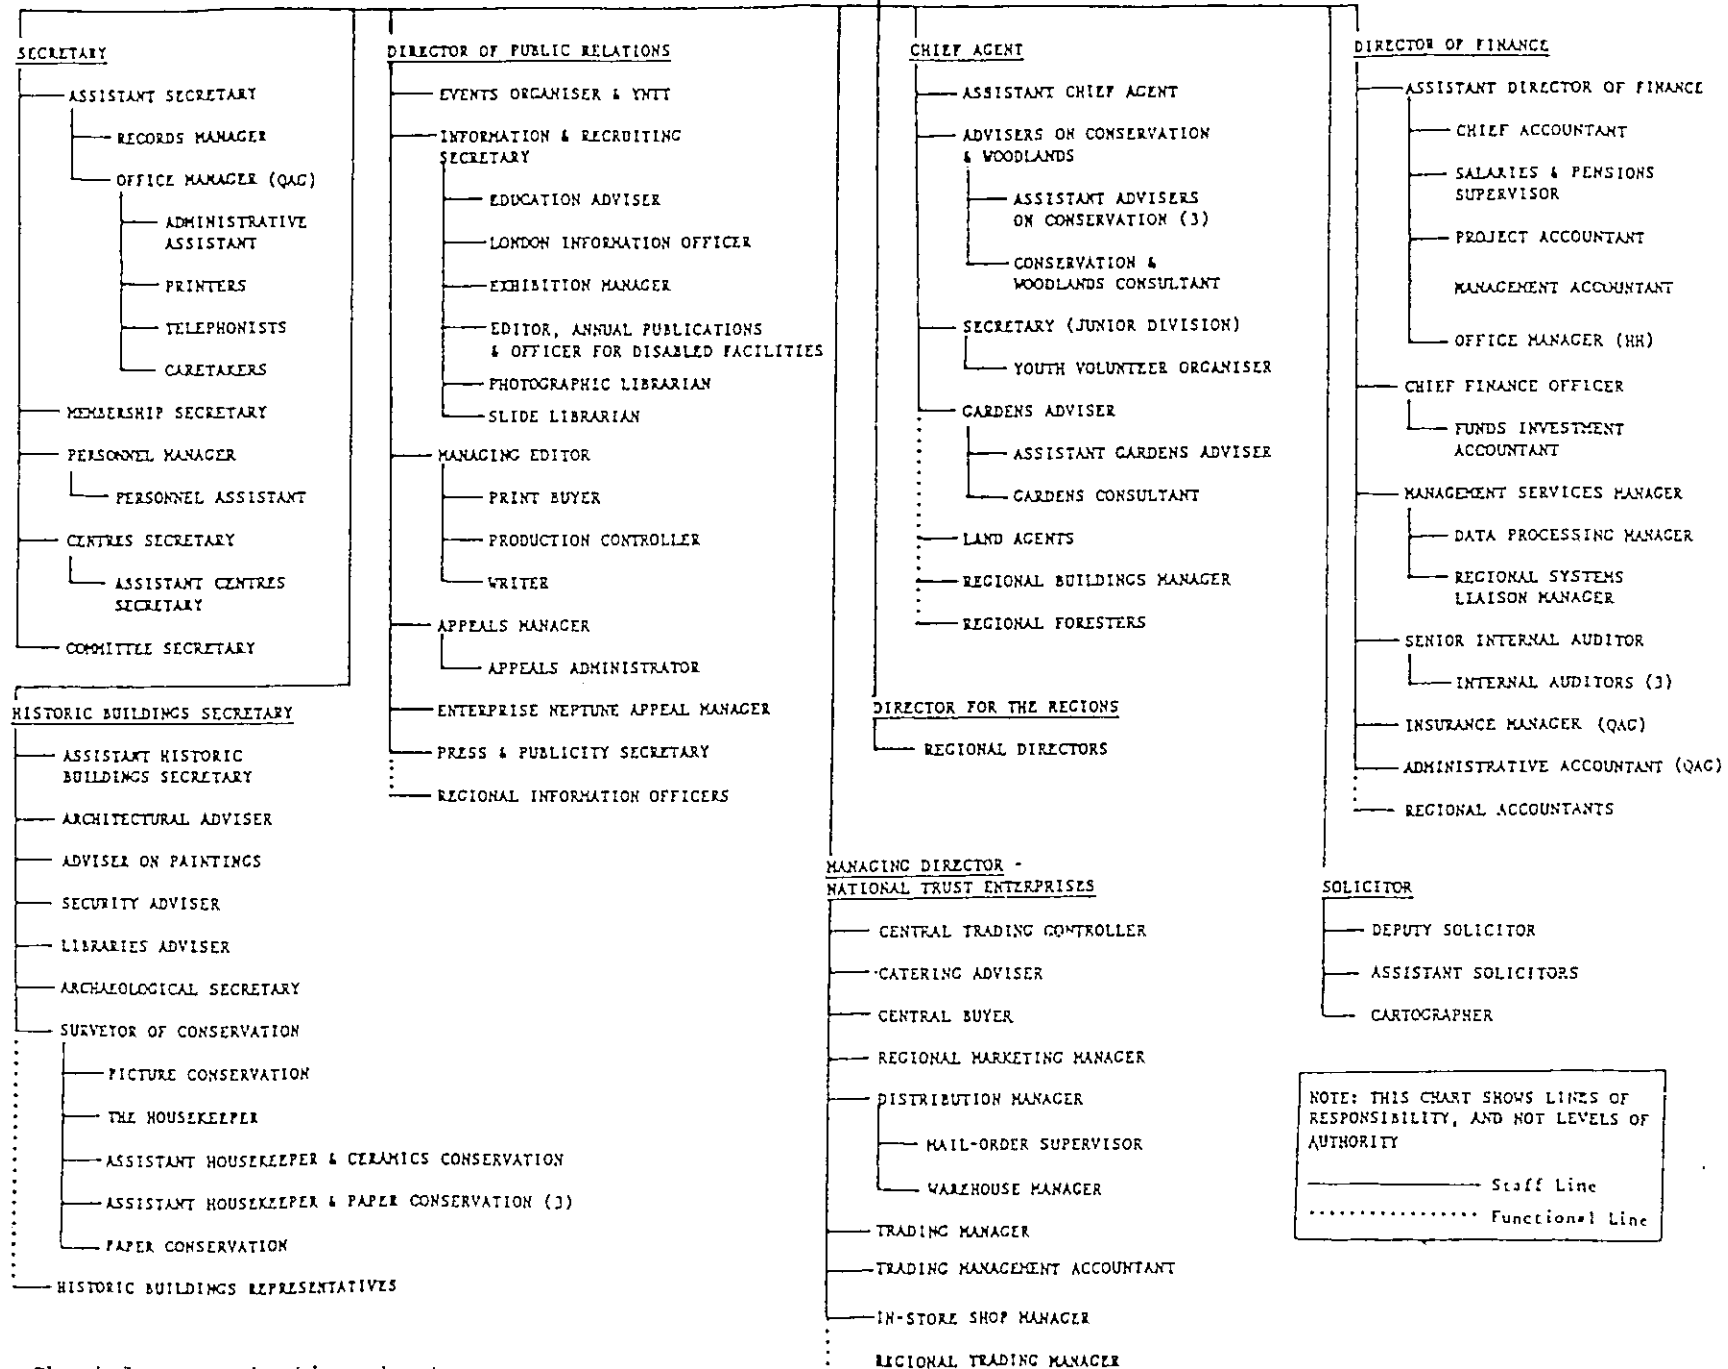 SECRETARY
ASSISTANT SECRETARY
RECORDS MANAGER
OFFICE MANAGER (QAG)
ADMINISTRATIVE
ASSISTANT
PRINTERS
TELEPHONISTS
CARETAKERS
MEMBERSHIP SECRETARY
PERSONNEL MANAGER
PERSONNEL ASSISTANT
CENTRES SECRETARY
ASSISTANT CENTRES
SECRETARY
COMMITTEE SECRETARY
HISTORIC BUILDINGS SECRETARY
ASSISTANT HISTORIC
BUILDINGS SECRETARY
ARCHITECTURAL ADVISER
ADVISER ON PAINTINGS
SECURITY ADVISER
LIBRARIES ADVISER
ARCHAEOLOGICAL SECRETARY
SURVEYOR OF CONSERVATION
PICTURE CONSERVATION
THE HOUSEKEEPER
ASSISTANT HOUSEKEEPER & CERAMICS CONSERVATION
ASSISTANT HOUSEKEEPER & PAPER CONSERVATION (3)
PAPER CONSERVATION
HISTORIC BUILDINGS REPRESENTATIVES
DIRECTOR OF PUBLIC RELATIONS
EVENTS ORGANISER & YNTT
INFORMATION & RECRUITING
SECRETARY
EDUCATION ADVISER
LONDON INFORMATION OFFICER
EXHIBITION MANAGER
EDITOR, ANNUAL PUBLICATIONS
& OFFICER FOR DISABLED FACILITIES
PHOTOGRAPHIC LIBRARIAN
SLIDE LIBRARIAN
MANAGING EDITOR
PRINT BUYER
PRODUCTION CONTROLLER
WRITER
APPEALS MANAGER
APPEALS ADMINISTRATOR
ENTERPRISE NEPTUNE APPEAL MANAGER
PRESS & PUBLICITY SECRETARY
REGIONAL INFORMATION OFFICERS
CHIEF AGENT
ASSISTANT CHIEF AGENT
ADVISERS ON CONSERVATION
& WOODLANDS
ASSISTANT ADVISERS
ON CONSERVATION (3)
CONSERVATION &
WOODLANDS CONSULTANT
SECRETARY (JUNIOR DIVISION)
YOUTH VOLUNTEER ORGANISER
GARDENS ADVISER
ASSISTANT GARDENS ADVISER
GARDENS CONSULTANT
LAND AGENTS
REGIONAL BUILDINGS MANAGER
REGIONAL FORESTERS
DIRECTOR FOR THE REGIONS
REGIONAL DIRECTORS
MANAGING DIRECTOR -
NATIONAL TRUST ENTERPRISES
CENTRAL TRADING CONTROLLER
CATERING ADVISER
CENTRAL BUYER
REGIONAL MARKETING MANAGER
DISTRIBUTION MANAGER
MAIL-ORDER SUPERVISOR
WAREHOUSE MANAGER
TRADING MANAGER
TRADING MANAGEMENT ACCOUNTANT
IN-STORE SHOP MANAGER
REGIONAL TRADING MANAGER
DIRECTOR OF FINANCE
ASSISTANT DIRECTOR OF FINANCE
CHIEF ACCOUNTANT
SALARIES & PENSIONS
SUPERVISOR
PROJECT ACCOUNTANT
MANAGEMENT ACCOUNTANT
OFFICE MANAGER (HH)
CHIEF FINANCE OFFICER
FUNDS INVESTMENT
ACCOUNTANT
MANAGEMENT SERVICES MANAGER
DATA PROCESSING MANAGER
REGIONAL SYSTEMS
LIAISON MANAGER
SENIOR INTERNAL AUDITOR
INTERNAL AUDITORS (3)
INSURANCE MANAGER (QAG)
ADMINISTRATIVE ACCOUNTANT (QAG)
REGIONAL ACCOUNTANTS
SOLICITOR
DEPUTY SOLICITOR
ASSISTANT SOLICITORS
CARTOGRAPHER
NOTE: THIS CHART SHOWS LINES OF
RESPONSIBILITY, AND NOT LEVELS OF
AUTHORITY
Staff Line
Functional Line